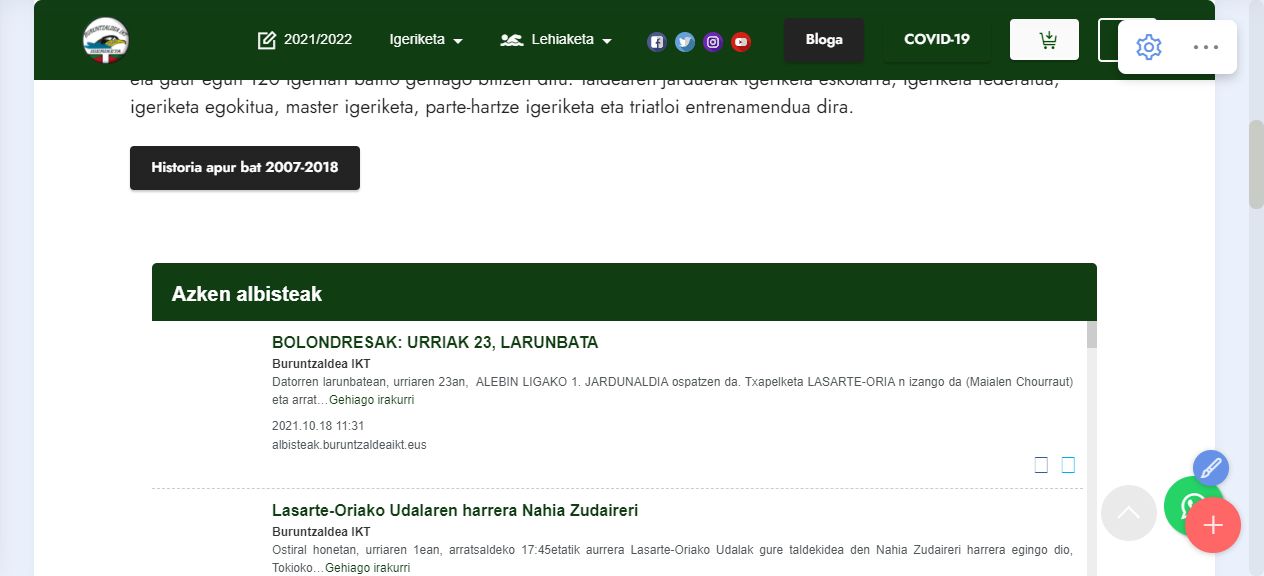 2021/2022
Igeriketa
Lehiaketa
Bloga
COVID-19
eta gaur egun 120 igerilari baino gehiago biltzen ditu. Taldearen jarduerak igeriketa eskolarra, igeriketa federatua,
igeriketa egokitua, master igeriketa, parte-hartze igeriketa eta triatloi entrenamendua dira.
Historia apur bat 2007-2018
Azken albisteak
BOLONDRESAK: URRIAK 23, LARUNBATA
Buruntzaldea IKT
Datorren larunbatean, urriaren 23an, ALEBIN LIGAKO 1. JARDUNALDIA ospatzen da. Txapelketa LASARTE-ORIA n izango da (Maialen Chourraut)
eta arrat...Gehiago irakurri
2021.10.18 11:31
albisteak.buruntzaldeaikt.eus
Lasarte-Oriako Udalaren harrera Nahia Zudaireri
Buruntzaldea IKT
Ostiral honetan, urriaren 1ean, arratsaldeko 17:45etatik aurrera Lasarte-Oriako Udalak gure taldekidea den Nahia Zudaireri harrera egingo dio,
Tokioko...Gehiago irakurri